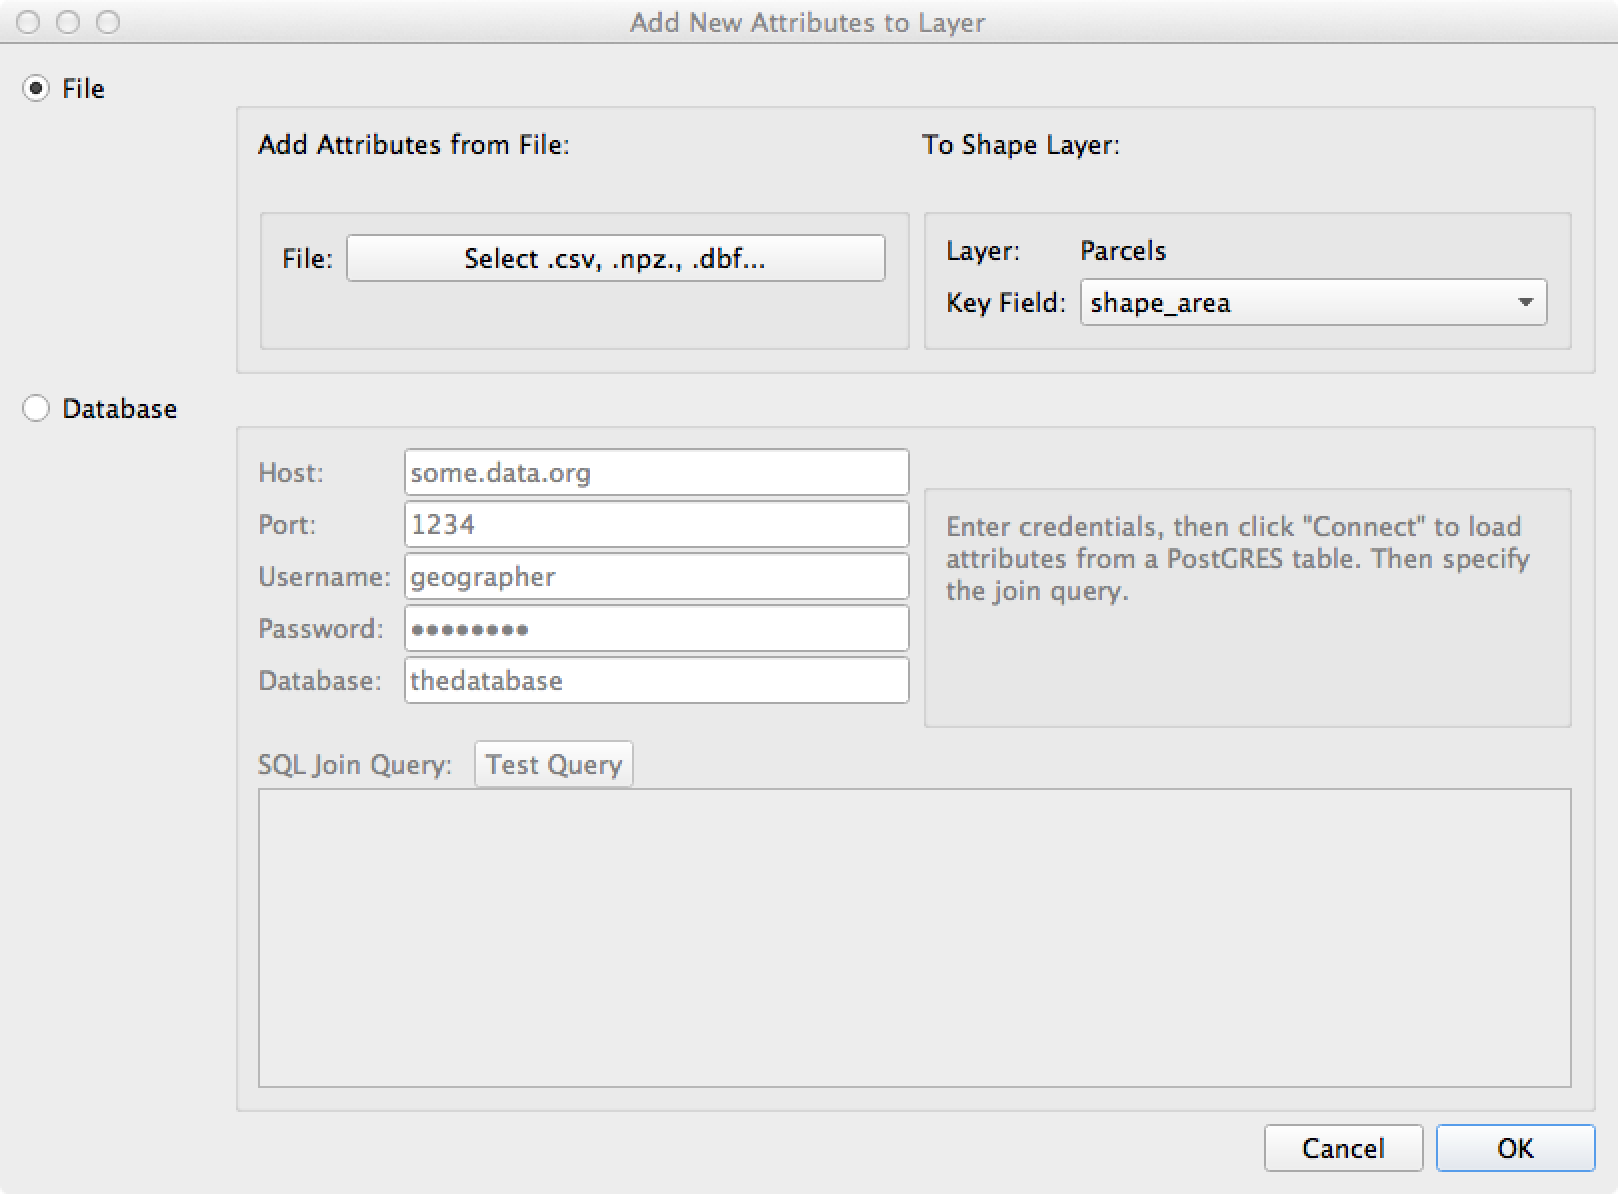 Add New Attributes to Layer
File
Add Attributes from File:
To Shape Layer:
File: Select .csv, .npz., .dbf...
Layer: Parcels
Key Field: shape_area
Database
Host: some.data.org
Port: 1234
Username: geographer
Password: ••••••••
Database: thedatabase
Enter credentials, then click "Connect" to load
attributes from a PostGRES table. Then specify
the join query.
SQL Join Query: Test Query
Cancel OK